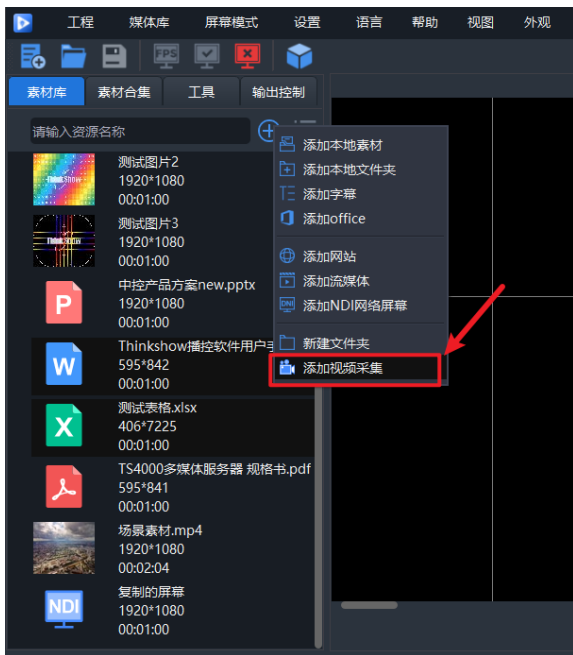 工程 媒体库 屏幕模式 设置 语言 帮助 视图 外观
FPS
素材库 素材合集 工具 输出控制
请输入资源名称
添加本地素材
添加本地文件夹
添加字幕
添加office
添加网站
添加流媒体
添加NDI网络屏幕
新建文件夹
添加视频采集
测试图片2
1920*1080
00:01:00
测试图片3
1920*1080
00:01:00
中控产品方案new.pptx
1920*1080
00:01:00
Thinkshow播控软件用户手
595*842
00:01:00
测试表格.xlsx
406*7225
00:01:00
TS4000多媒体服务器 规格书.pdf
595*841
00:01:00
场景素材.mp4
1920*1080
00:02:04
复制的屏幕
1920*1080
00:01:00
P
W
X
NDI